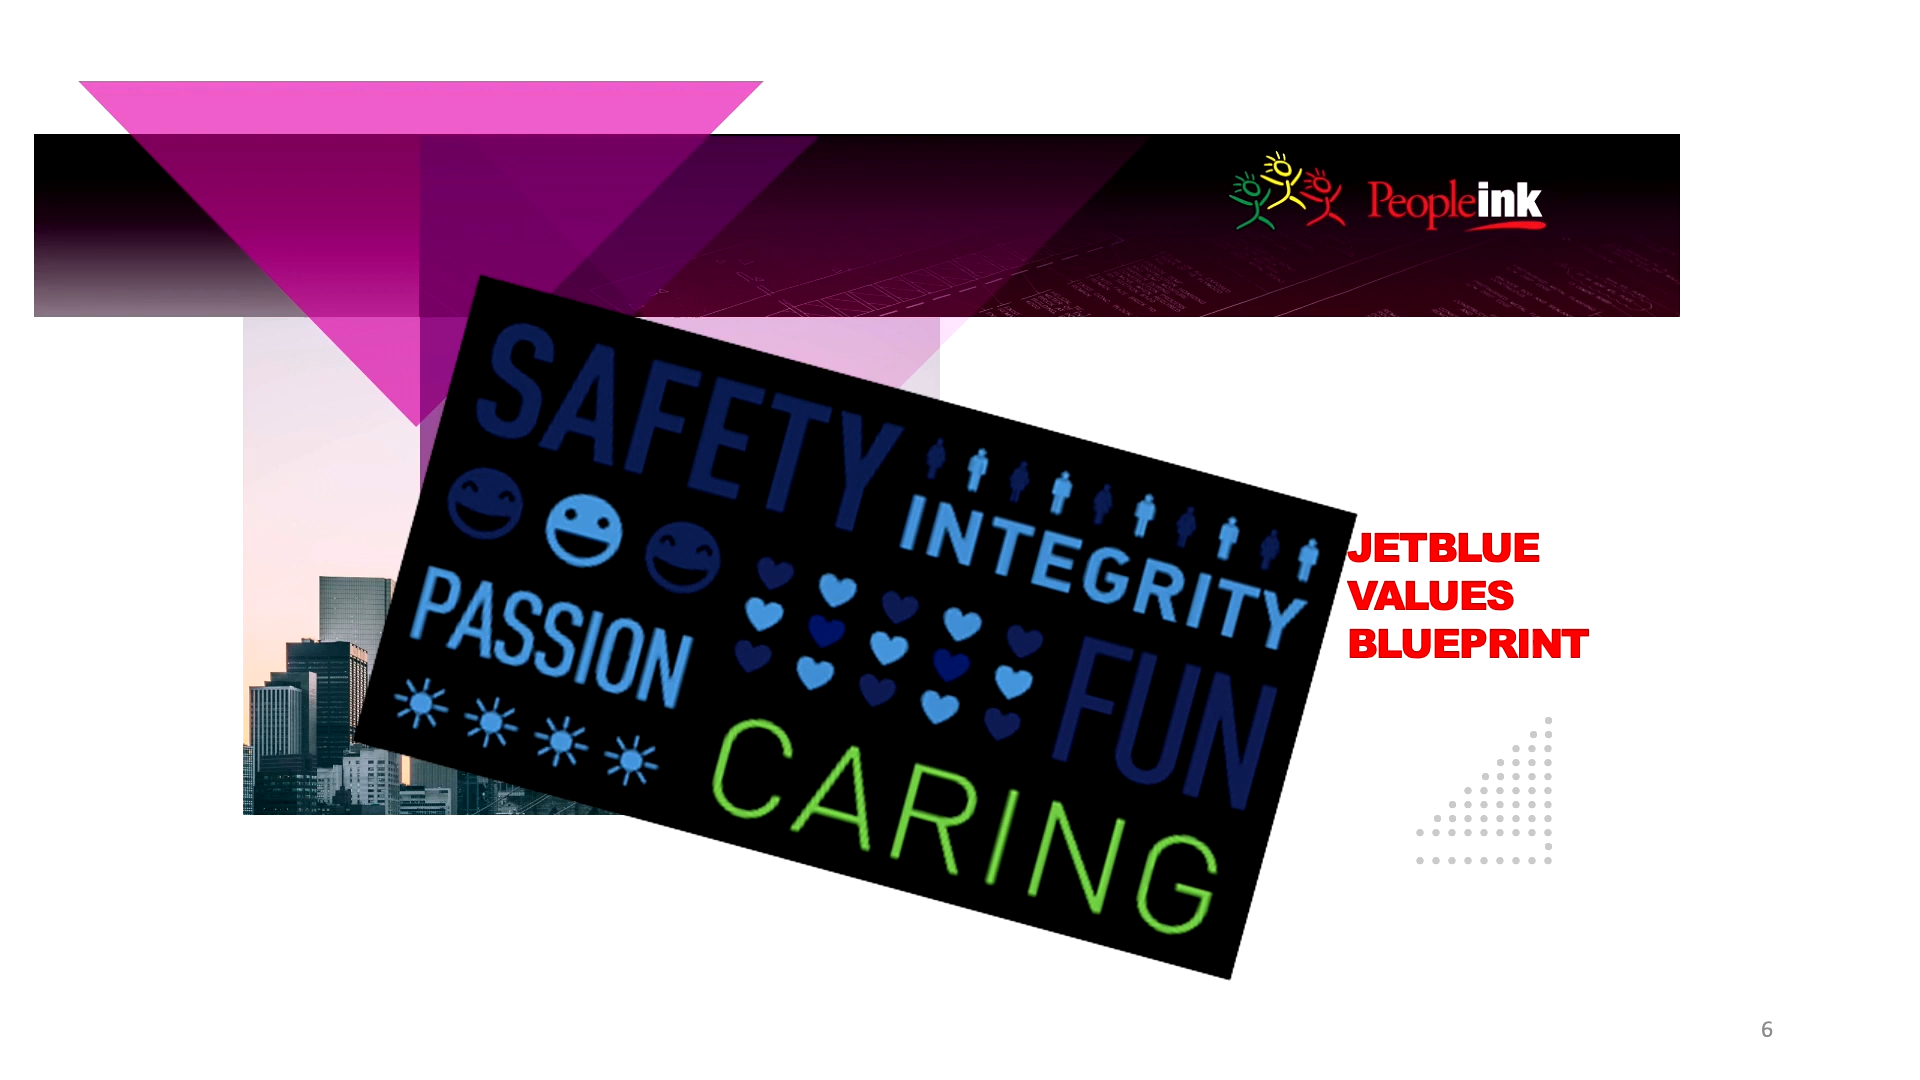 Peopleink
SAFETY
INTEGRITY
PASSION
FUN
CARING
JETBLUE
VALUES
BLUEPRINT
6